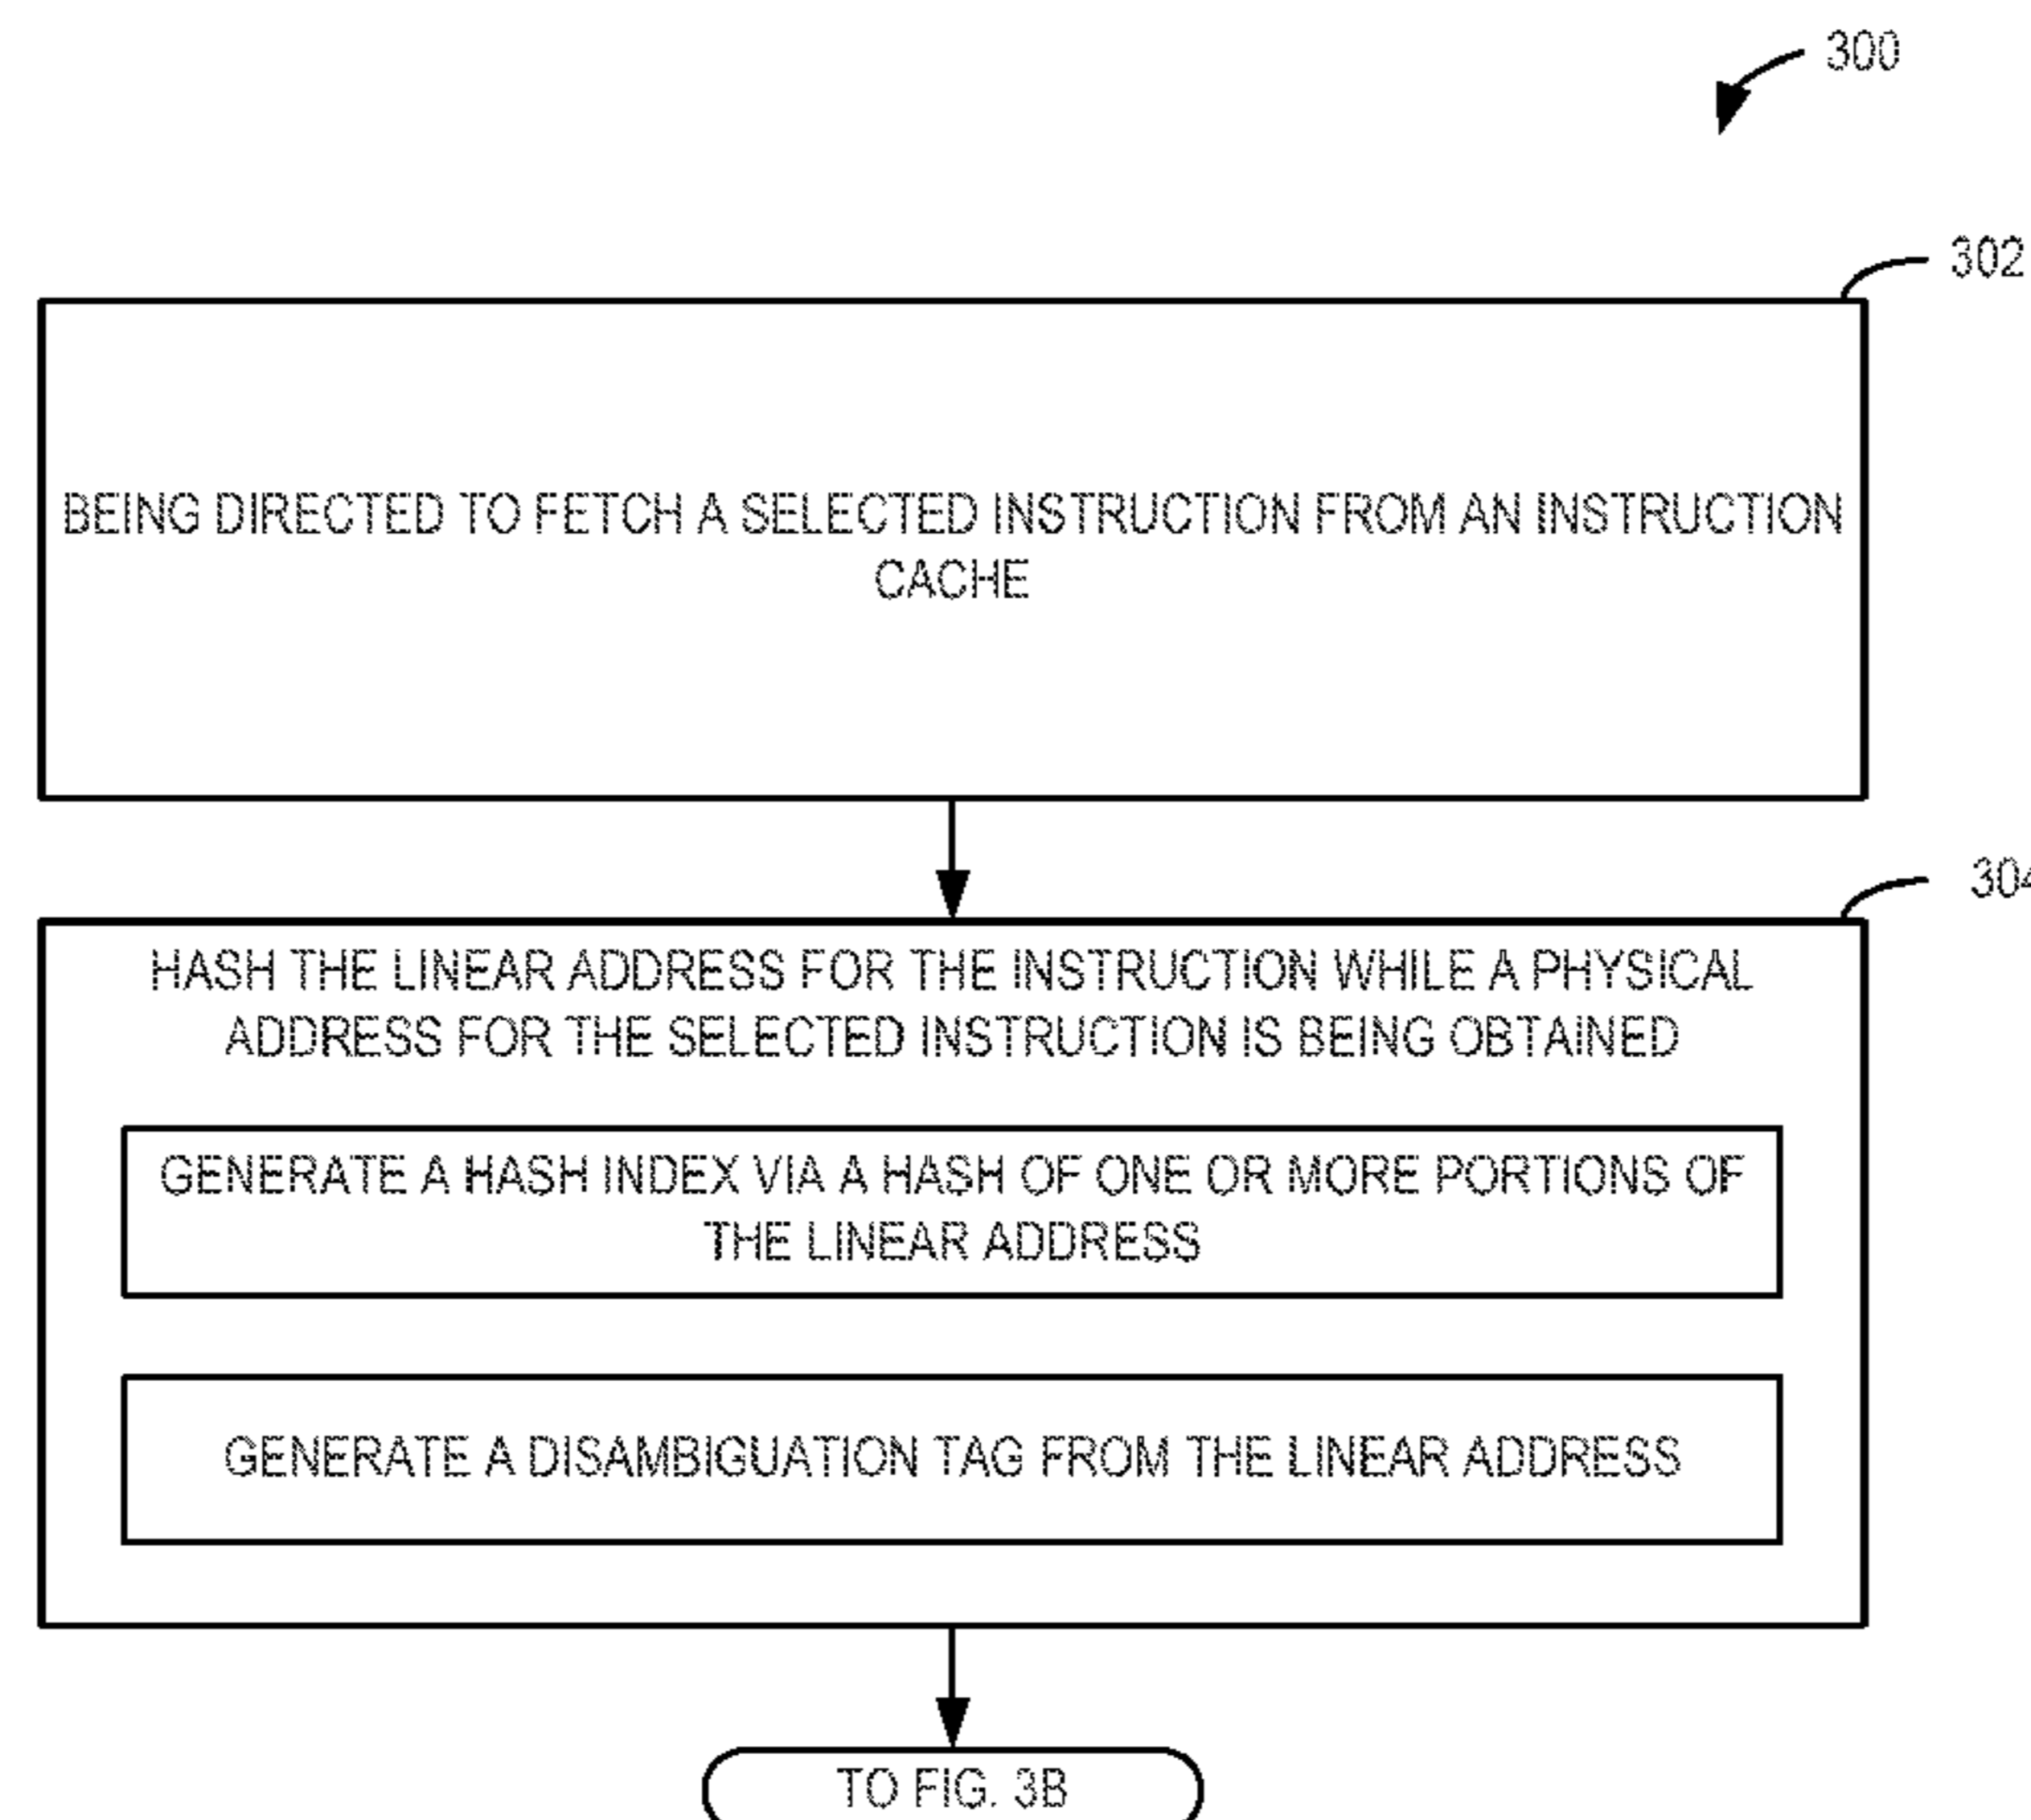 300
302
BEING DIRECTED TO FETCH A SELECTED INSTRUCTION FROM AN INSTRUCTION
CACHE
304
HASH THE LINEAR ADDRESS FOR THE INSTRUCTION WHILE A PHYSICAL
ADDRESS FOR THE SELECTED INSTRUCTION IS BEING OBTAINED
GENERATE A HASH INDEX VIA A HASH OF ONE OR MORE PORTIONS OF
THE LINEAR ADDRESS
GENERATE A DISAMBIGUATION TAG FROM THE LINEAR ADDRESS
TO FIG. 3B